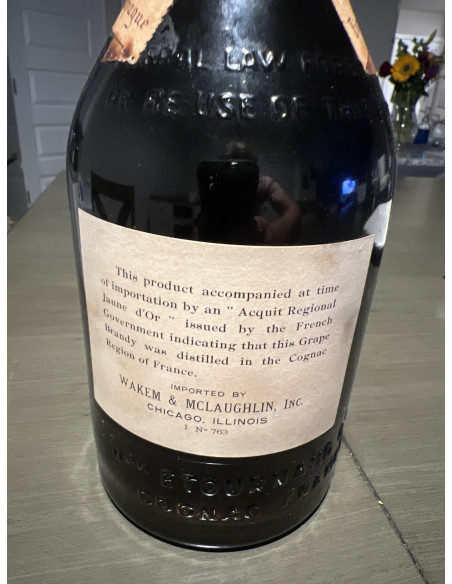 LAW
RE-USE OF
This product accompanied at time
of importation by an " Acquit Regional
Jaune d'Or " issued by the French
Government indicating that this Grape
Brandy was distilled in the Cognac
Region of France.
IMPORTED BY
WAKEM & MCLAUGHLIN, INC.
CHICAGO, ILLINOIS
I Nº 763
ETOURNAUD
COGNAC